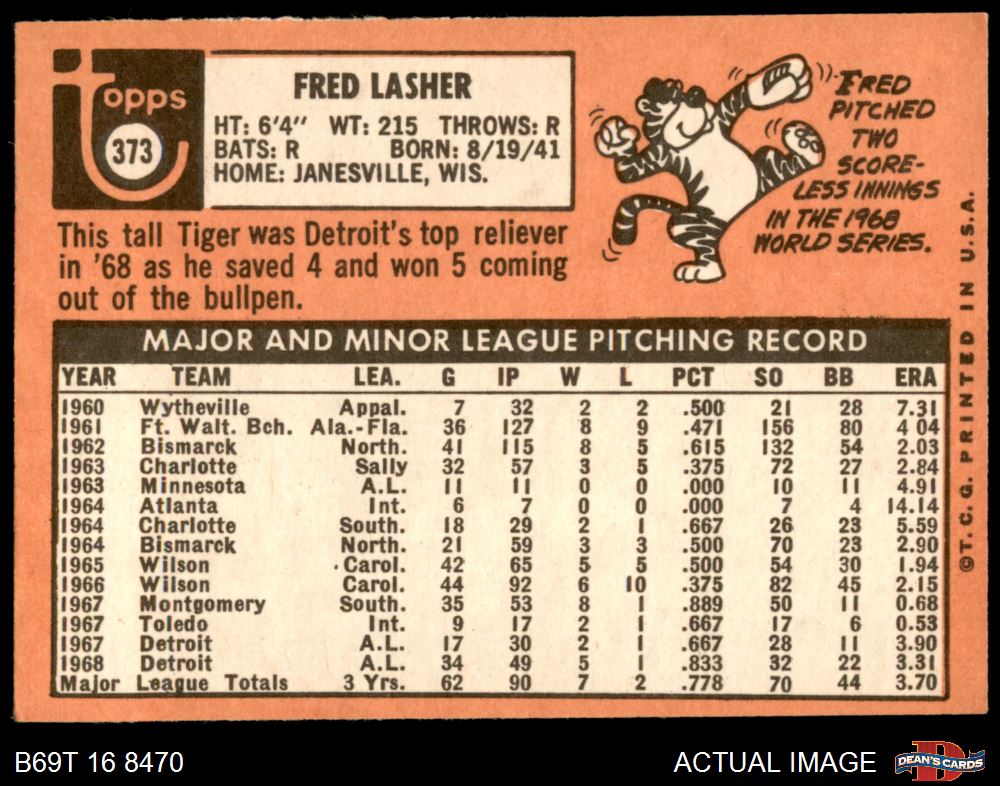 Topps
373
FRED LASHER
HT: 6'4" WT: 215 THROWS: R
BATS: R BORN: 8/19/41
HOME: JANESVILLE, WIS.
FRED
PITCHED
TWO
SCORE-
LESS INNINGS
IN THE 1968
WORLD SERIES.
This tall Tiger was Detroit's top reliever
in '68 as he saved 4 and won 5 coming
out of the bullpen.
MAJOR AND MINOR LEAGUE PITCHING RECORD
YEAR TEAM LEA. G IP W L PCT SO BB ERA
1960 Wytheville Appal. 7 32 2 2 .500 21 28 7.31
1961 Ft. Walt. Bch. Ala.-Fla. 36 127 8 9 .471 156 80 4 04
1962 Bismarck North. 41 115 8 5 .615 132 54 2.03
1963 Charlotte Sally 32 57 3 5 .375 72 27 2.84
1963 Minnesota A.L. 11 11 0 0 .000 10 11 4.91
1964 Atlanta Int. 6 7 0 0 .000 7 4 14.14
1964 Charlotte South. 18 29 2 1 .667 26 23 5.59
1964 Bismarck North. 21 59 3 3 .500 70 23 2.90
1965 Wilson Carol. 42 65 5 5 .500 54 30 1.94
1966 Wilson Carol. 44 92 6 10 .375 82 45 2.15
1967 Montgomery South. 35 53 8 1 .889 50 11 0.68
1967 Toledo Int. 9 17 2 1 .667 17 6 0.53
1967 Detroit A.L. 17 30 2 1 .667 28 11 3.90
1968 Detroit A.L. 34 49 5 1 .833 32 22 3.31
Major League Totals 3 Yrs. 62 90 7 2 .778 70 44 3.70
©T.C.G. PRINTED IN U.S.A.
B69T 16 8470
ACTUAL IMAGE
DEAN'S CARDS